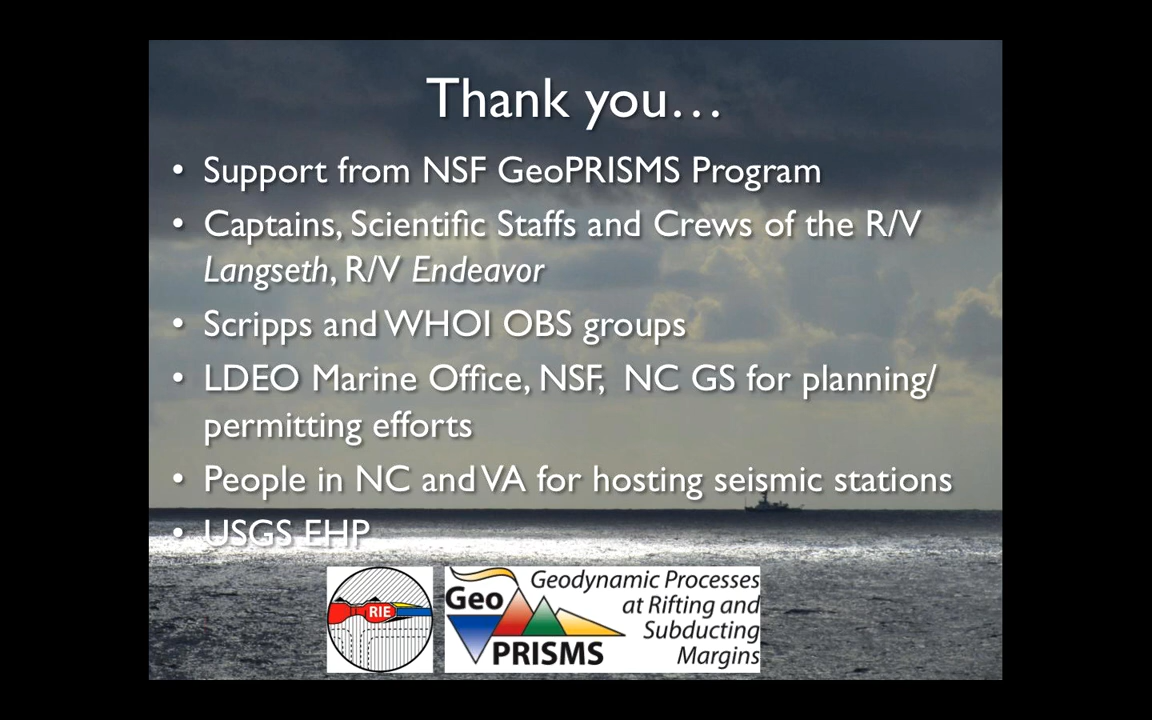 Thank you…
• Support from NSF GeoPRISMS Program
• Captains, Scientific Staffs and Crews of the R/V
Langseth, R/V Endeavor
• Scripps and WHOI OBS groups
• LDEO Marine Office, NSF, NC GS for planning/
permitting efforts
• People in NC and VA for hosting seismic stations
• USGS EHP
RIE
Geo
PRISMS
Geodynamic Processes
at Rifting and
Subducting
Margins